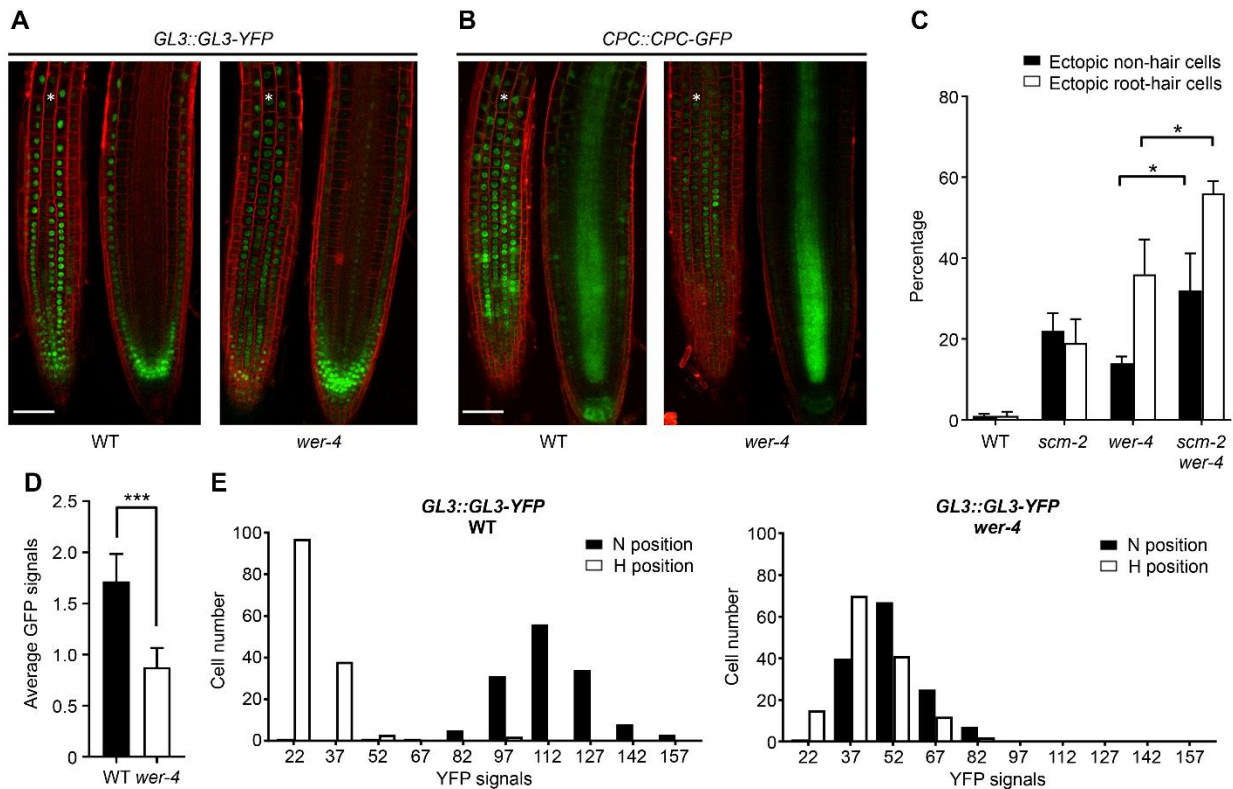 A
GL3::GL3-YFP
*
*
WT
wer-4
B
CPC::CPC-GFP
*
*
WT
wer-4
C
Ectopic non-hair cells
Ectopic root-hair cells
80
60
40
20
0
Percentage
*
*
WT
scm-2
wer-4
scm-2
wer-4
D
***
2.5
2.0
1.5
1.0
0.5
0
Average GFP signals
WT wer-4
E
GL3::GL3-YFP
WT
N position
H position
100
80
60
40
20
0
Cell number
22 37 52 67 82 97 112 127 142 157
YFP signals
GL3::GL3-YFP
wer-4
N position
H position
100
80
60
40
20
0
Cell number
22 37 52 67 82 97 112 127 142 157
YFP signals